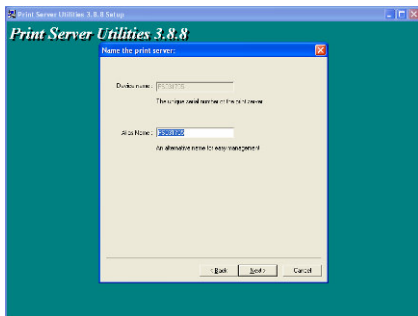 Print Server Utilities 3.8.8 Setup
Print Server Utilities 3.8.8
Name the print server:
Device name:
The unique serial number of the print server
Alias Name:
An alternative name for easy management
< Back
Next >
Cancel